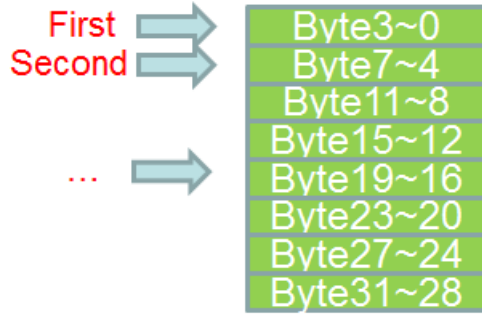 First Byte3~0
Second Byte7~4
Byte11~8
Byte15~12
... Byte19~16
Byte23~20
Byte27~24
Byte31~28